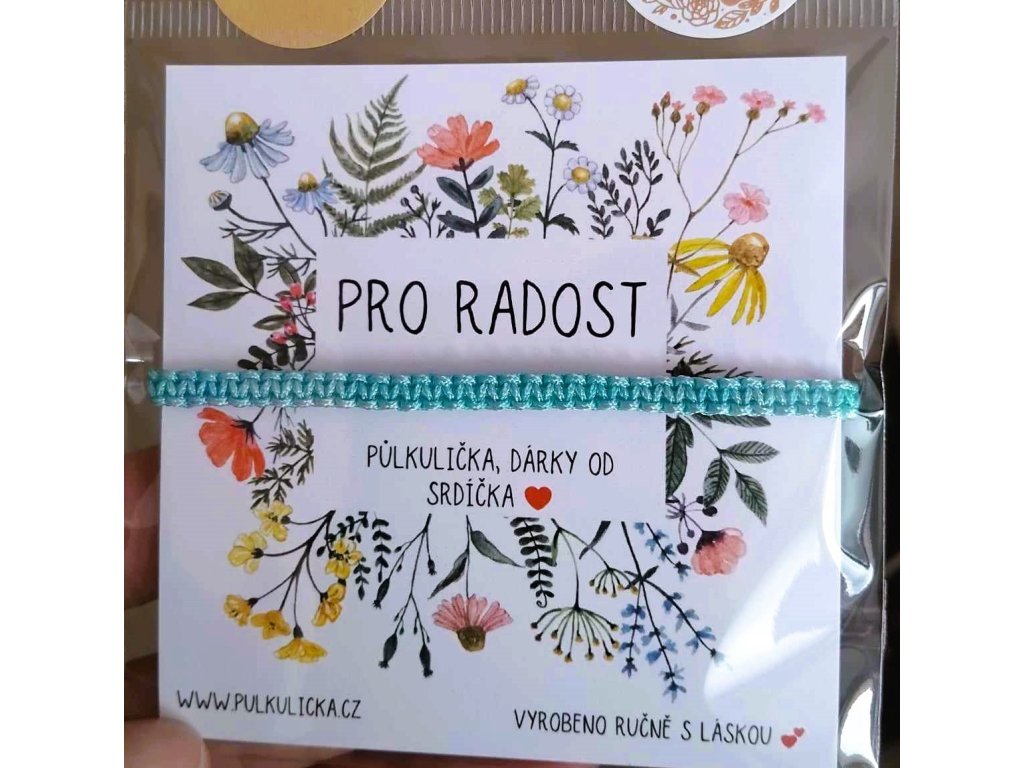 PRO RADOST
PŮLKULIČKA, DÁRKY OD
SRDÍČKA ❤️
WWW.PULKULICKA.CZ
VYROBENO RUČNĚ S LÁSKOU 💕